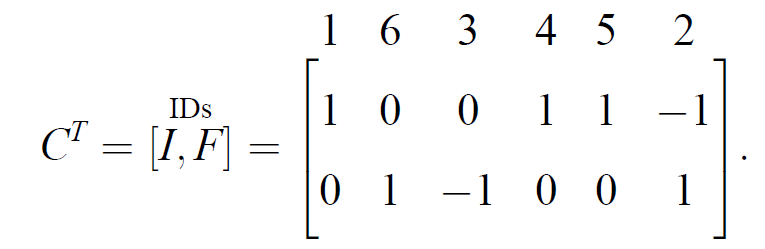 1 6 3 4 5 2
IDs
1 0 0 1 1 −1
C^T = [I, F] =
0 1 −1 0 0 1 .